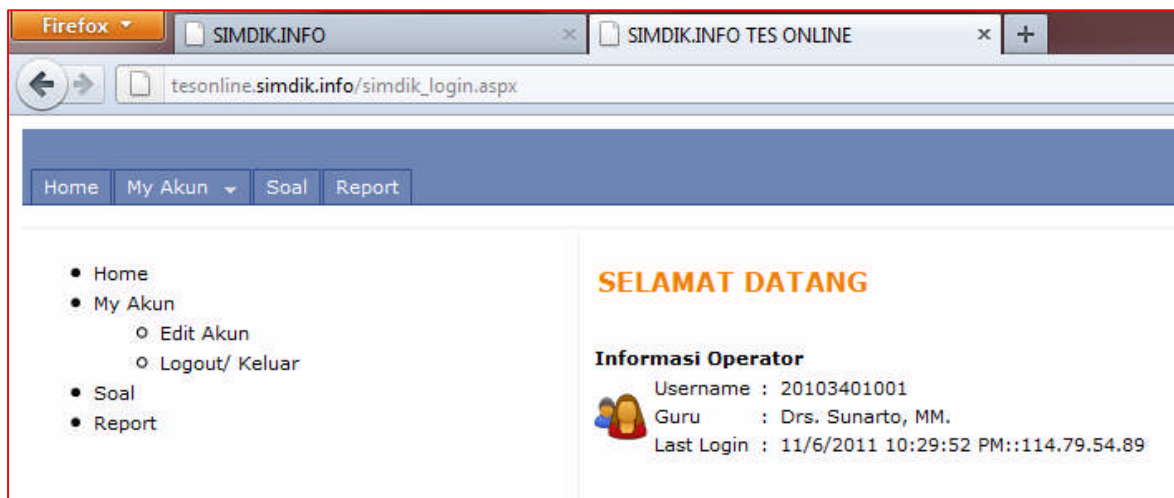 Firefox
SIMDIK.INFO
SIMDIK.INFO TES ONLINE
tesonline.simdik.info/simdik_login.aspx
Home My Akun Soal Report
Home
My Akun
Edit Akun
Logout/ Keluar
Soal
Report
SELAMAT DATANG
Informasi Operator
Username : 20103401001
Guru : Drs. Sunarto, MM.
Last Login : 11/6/2011 10:29:52 PM::114.79.54.89